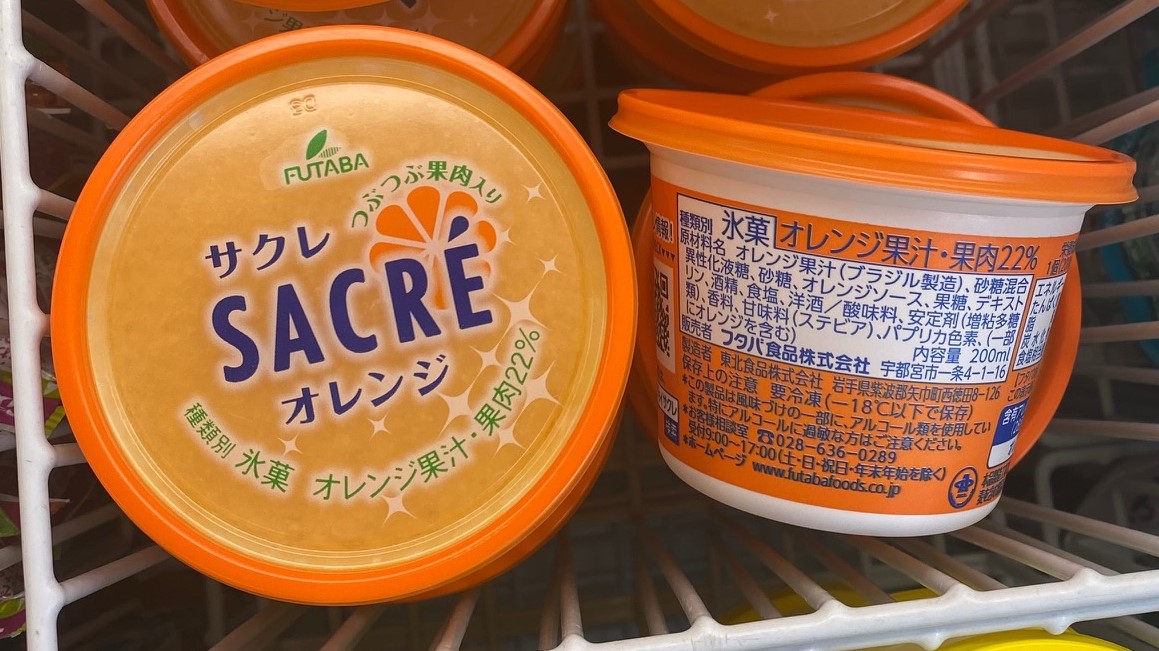 FUTABA
つぶつぶ果肉入り
サクレ
SACRÉ
オレンジ
種類別 氷菓 オレンジ果汁・果肉22%
種類別 氷菓 オレンジ果汁・果肉22%
原材料名 オレンジ果汁(ブラジル製造)、砂糖混合
異性化液糖、砂糖、オレンジソース、果糖、デキスト
リン、酒精、食塩、洋酒/酸味料、安定剤(増粘多糖
類)、香料、甘味料(ステビア)、パプリカ色素、(一部
にオレンジを含む) 内容量 200ml
販売者 フタバ食品株式会社 宇都宮市一条4-1-16
製造者 東北食品株式会社 岩手県紫波郡矢巾町西徳田8-126
保存上の注意 要冷凍(-18℃以下で保存)
*この製品は風味づけの一部に、アルコール類を使用してい
ます。特にアルコールに過敏な方はご注意ください。
*お客様相談室 ☎028-636-0289
受付9:00~17:00(土・日・祝日・年末年始を除く)
*ホームページ www.futabafoods.co.jp